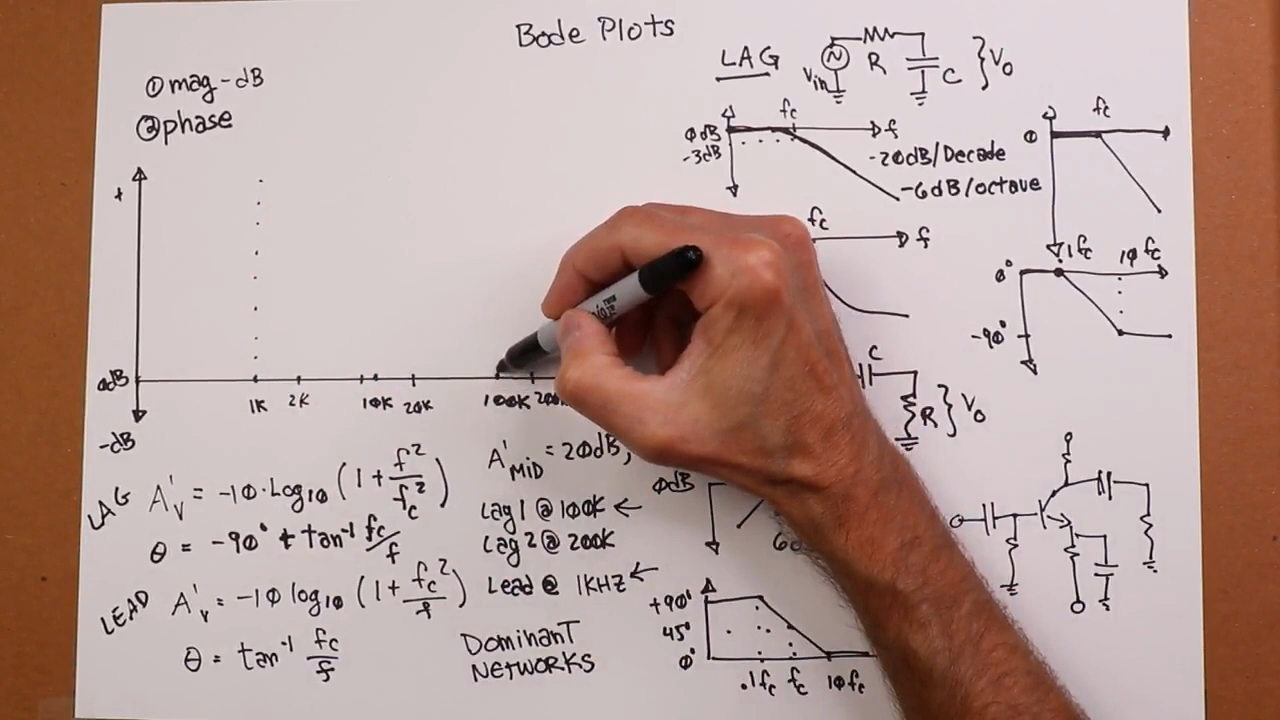 Bode Plots
① mag-dB
② phase
+
0dB
-dB
1K 2K 10K 20K 100K
LAG A'v = -10·Log10 (1+ f²/fc²)
θ = -90° + tan⁻¹ fc/f
LEAD A'v = -10 log10 (1+ fc²/f)
θ = tan⁻¹ fc/f
A'MID = 20dB,
Lag 1 @ 100K ←
Lag 2 @ 200K
Lead @ 1KHZ ←
DominanT
NETWORKS
LAG
Vin R C } Vo
fc
0dB f
-3dB
-20dB/Decade
-6dB/octave
fc
0
fc
f
.1fc 10fc
0°
-90°
C
R } Vo
0dB
+90°
45°
0°
.1fc fc 10fc